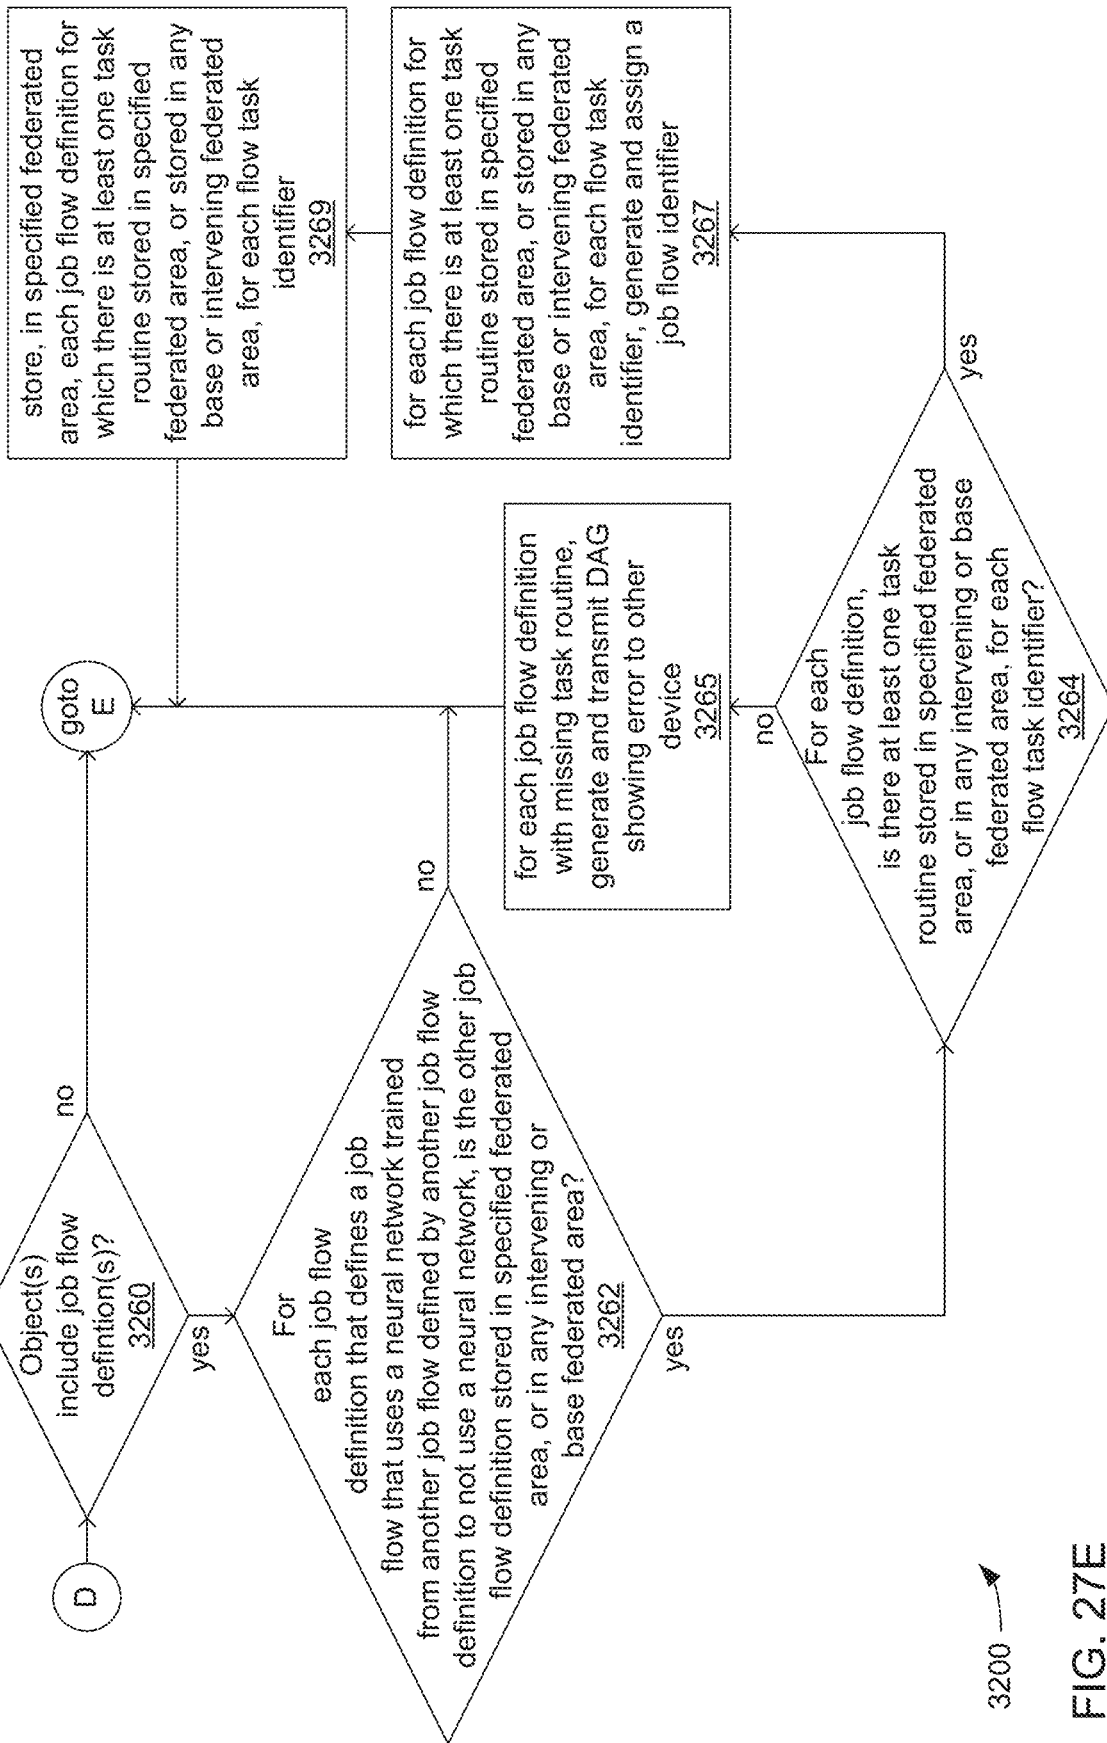 D
Object(s)
include job flow
defintion(s)?
3260
no
yes
goto
E
For
each job flow
definition that defines a job
flow that uses a neural network trained
from another job flow defined by another job flow
definition to not use a neural network, is the other job
flow definition stored in specified federated
area, or in any intervening or
base federated area?
3262
no
yes
For each
job flow definition,
is there at least one task
routine stored in specified federated
area, or in any intervening or base
federated area, for each
flow task identifier?
3264
no
yes
for each job flow definition
with missing task routine,
generate and transmit DAG
showing error to other
device
3265
for each job flow definition for
which there is at least one task
routine stored in specified
federated area, or stored in any
base or intervening federated
area, for each flow task
identifier, generate and assign a
job flow identifier
3267
store, in specified federated
area, each job flow definition for
which there is at least one task
routine stored in specified
federated area, or stored in any
base or intervening federated
area, for each flow task
identifier
3269
3200
FIG. 27E